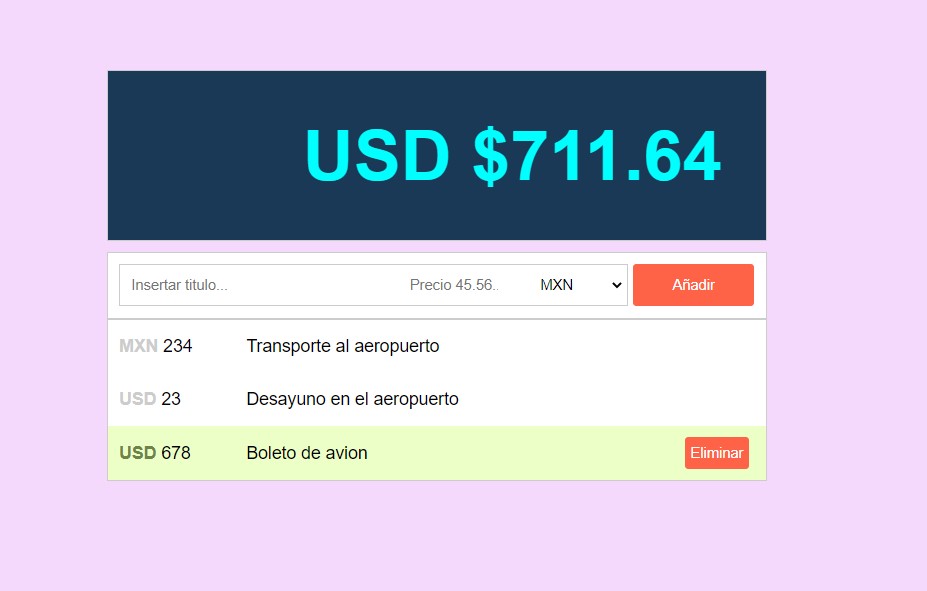 USD $711.64
Insertar titulo... Precio 45.56.. MXN Añadir
MXN 234 Transporte al aeropuerto
USD 23 Desayuno en el aeropuerto
USD 678 Boleto de avion Eliminar